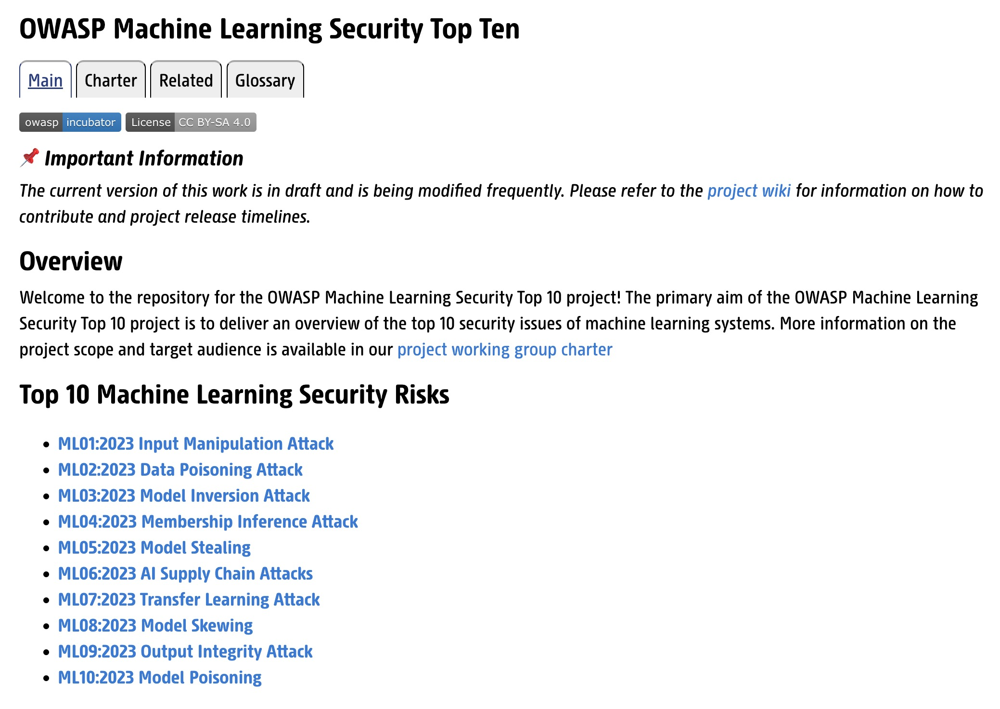 OWASP Machine Learning Security Top Ten
Main Charter Related Glossary
owasp incubator License CC BY-SA 4.0
📌 Important Information
The current version of this work is in draft and is being modified frequently. Please refer to the project wiki for information on how to
contribute and project release timelines.
Overview
Welcome to the repository for the OWASP Machine Learning Security Top 10 project! The primary aim of the OWASP Machine Learning
Security Top 10 project is to deliver an overview of the top 10 security issues of machine learning systems. More information on the
project scope and target audience is available in our project working group charter
Top 10 Machine Learning Security Risks
• ML01:2023 Input Manipulation Attack
• ML02:2023 Data Poisoning Attack
• ML03:2023 Model Inversion Attack
• ML04:2023 Membership Inference Attack
• ML05:2023 Model Stealing
• ML06:2023 AI Supply Chain Attacks
• ML07:2023 Transfer Learning Attack
• ML08:2023 Model Skewing
• ML09:2023 Output Integrity Attack
• ML10:2023 Model Poisoning